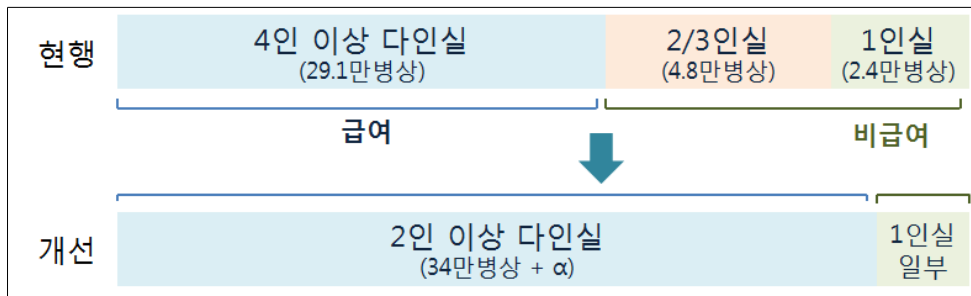 현행
4인 이상 다인실
(29.1만병상)
2/3인실
(4.8만병상)
1인실
(2.4만병상)
급여
비급여
개선
2인 이상 다인실
(34만병상 + α)
1인실
일부